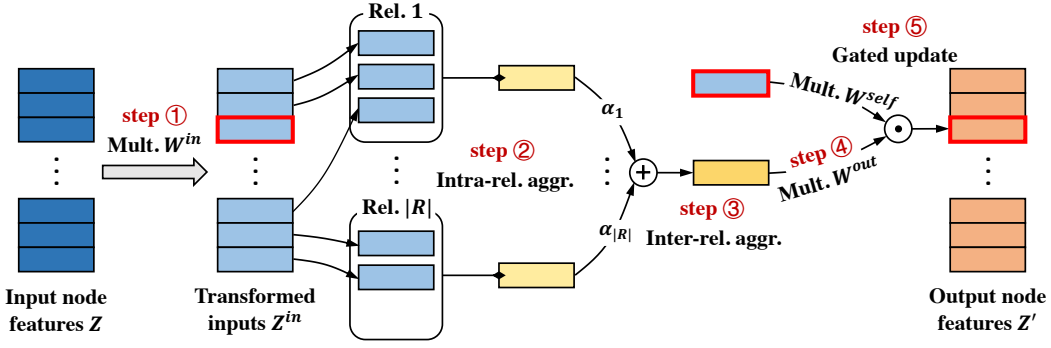 Rel. 1
step ⑤
Gated update
step ①
Mult. W^in
Mult. W^self
α_1
step ②
Intra-rel. aggr.
step ④
Mult. W^out
Rel. |R|
step ③
α_|R|
Inter-rel. aggr.
Input node
features Z
Transformed
inputs Z^in
Output node
features Z′